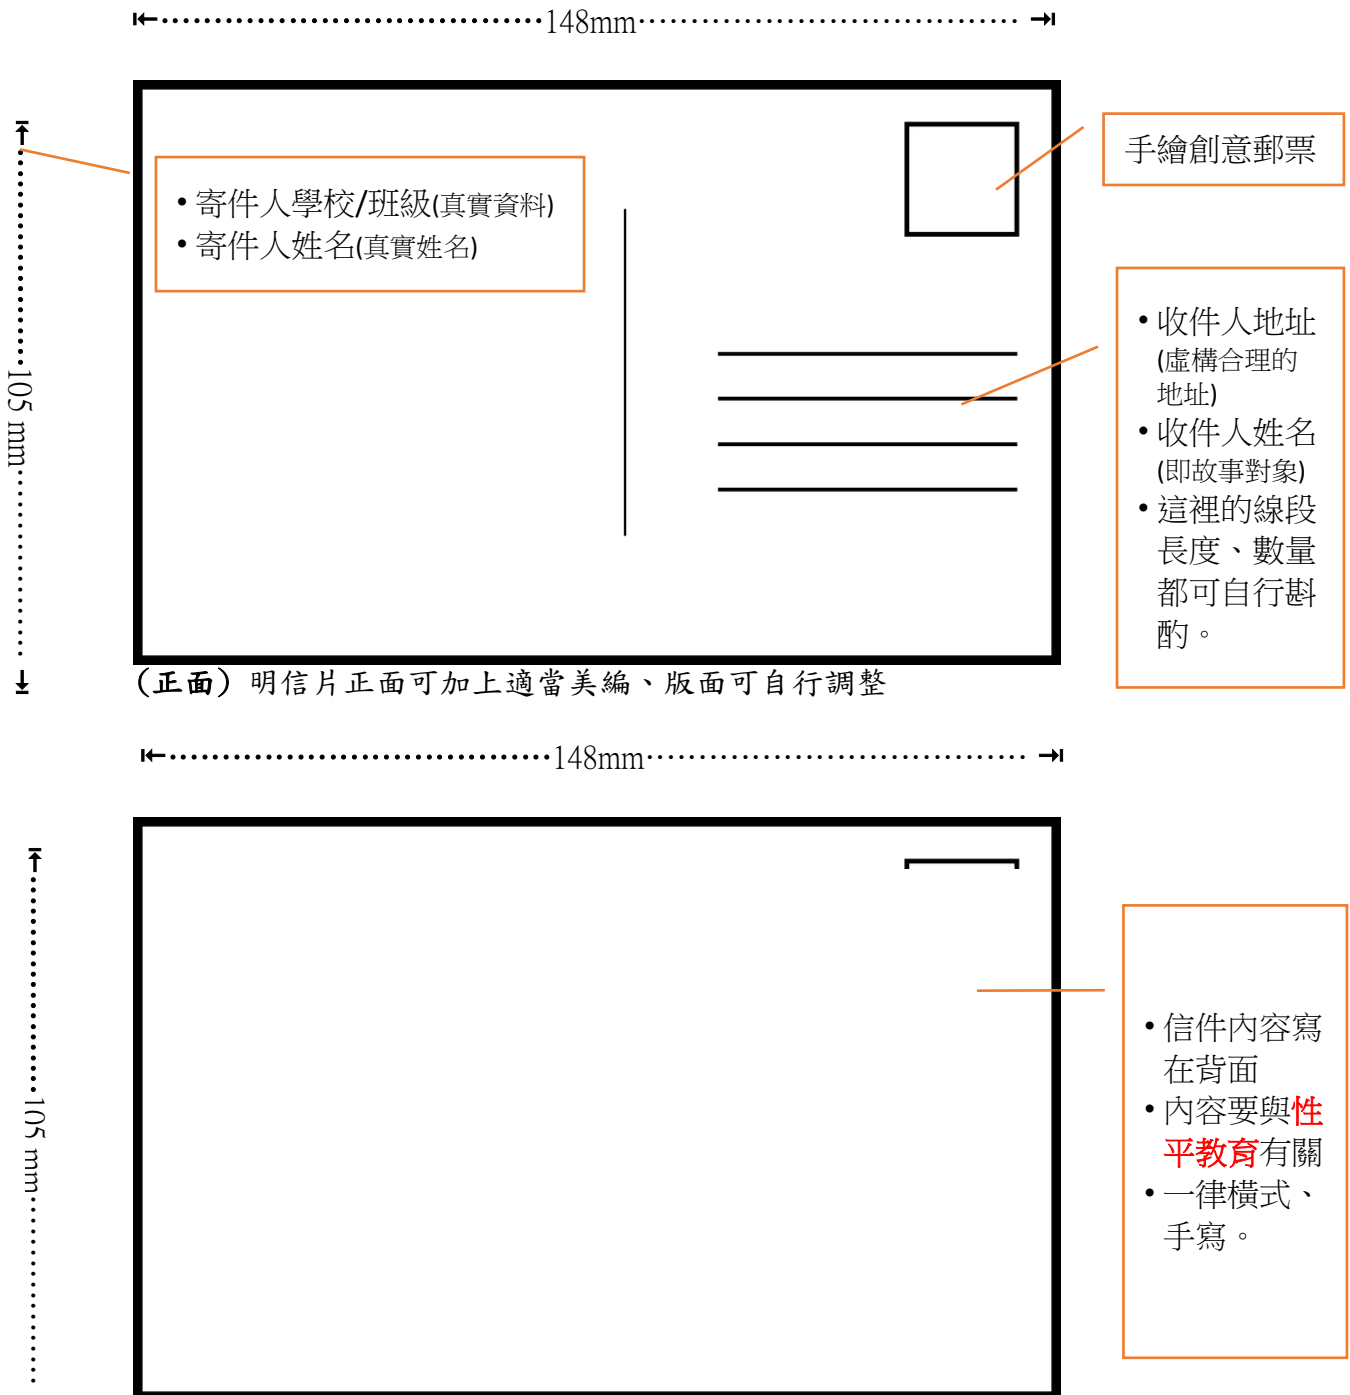 148mm
手繪創意郵票
• 寄件人學校/班級(真實資料)
• 寄件人姓名(真實姓名)
105 mm
• 收件人地址
(虛構合理的
地址)
• 收件人姓名
(即故事對象)
• 這裡的線段
長度、數量
都可自行斟
酌。
（正面）明信片正面可加上適當美編、版面可自行調整
148mm
105 mm
• 信件內容寫
在背面
• 內容要與性
平教育有關
• 一律橫式、
手寫。